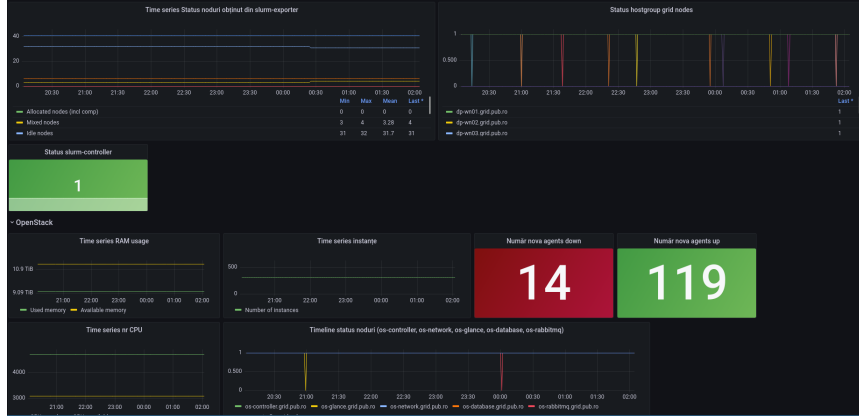 Time series Status noduri obținut din slurm-exporter
40
20
0
20:30 21:00 21:30 22:00 22:30 23:00 23:30 00:00 00:30 01:00 01:30 02:00
Min Max Mean Last *
Allocated nodes (incl comp) 0 0 0 0
Mixed nodes 3 4 3.28 4
Idle nodes 31 32 31.7 31
Status hostgroup grid nodes
1
0.500
0
20:30 21:00 21:30 22:00 22:30 23:00 23:30 00:00 00:30 01:00 01:30 02:00
Last *
dp-wn01.grid.pub.ro 1
dp-wn02.grid.pub.ro 1
dp-wn03.grid.pub.ro 1
Status slurm-controller
1
OpenStack
Time series RAM usage
10.9 TiB
9.09 TiB
21:00 22:00 23:00 00:00 01:00 02:00
Used memory Available memory
Time series instanțe
500
0
21:00 22:00 23:00 00:00 01:00 02:00
Number of instances
Număr nova agents down
14
Număr nova agents up
119
Time series nr CPU
4000
3000
21:00 22:00 23:00 00:00 01:00 02:00
Timeline status noduri (os-controller, os-network, os-glance, os-database, os-rabbitmq)
1
0.500
0
20:30 21:00 21:30 22:00 22:30 23:00 23:30 00:00 00:30 01:00 01:30 02:00
os-controller.grid.pub.ro os-glance.grid.pub.ro os-network.grid.pub.ro os-database.grid.pub.ro os-rabbitmq.grid.pub.ro